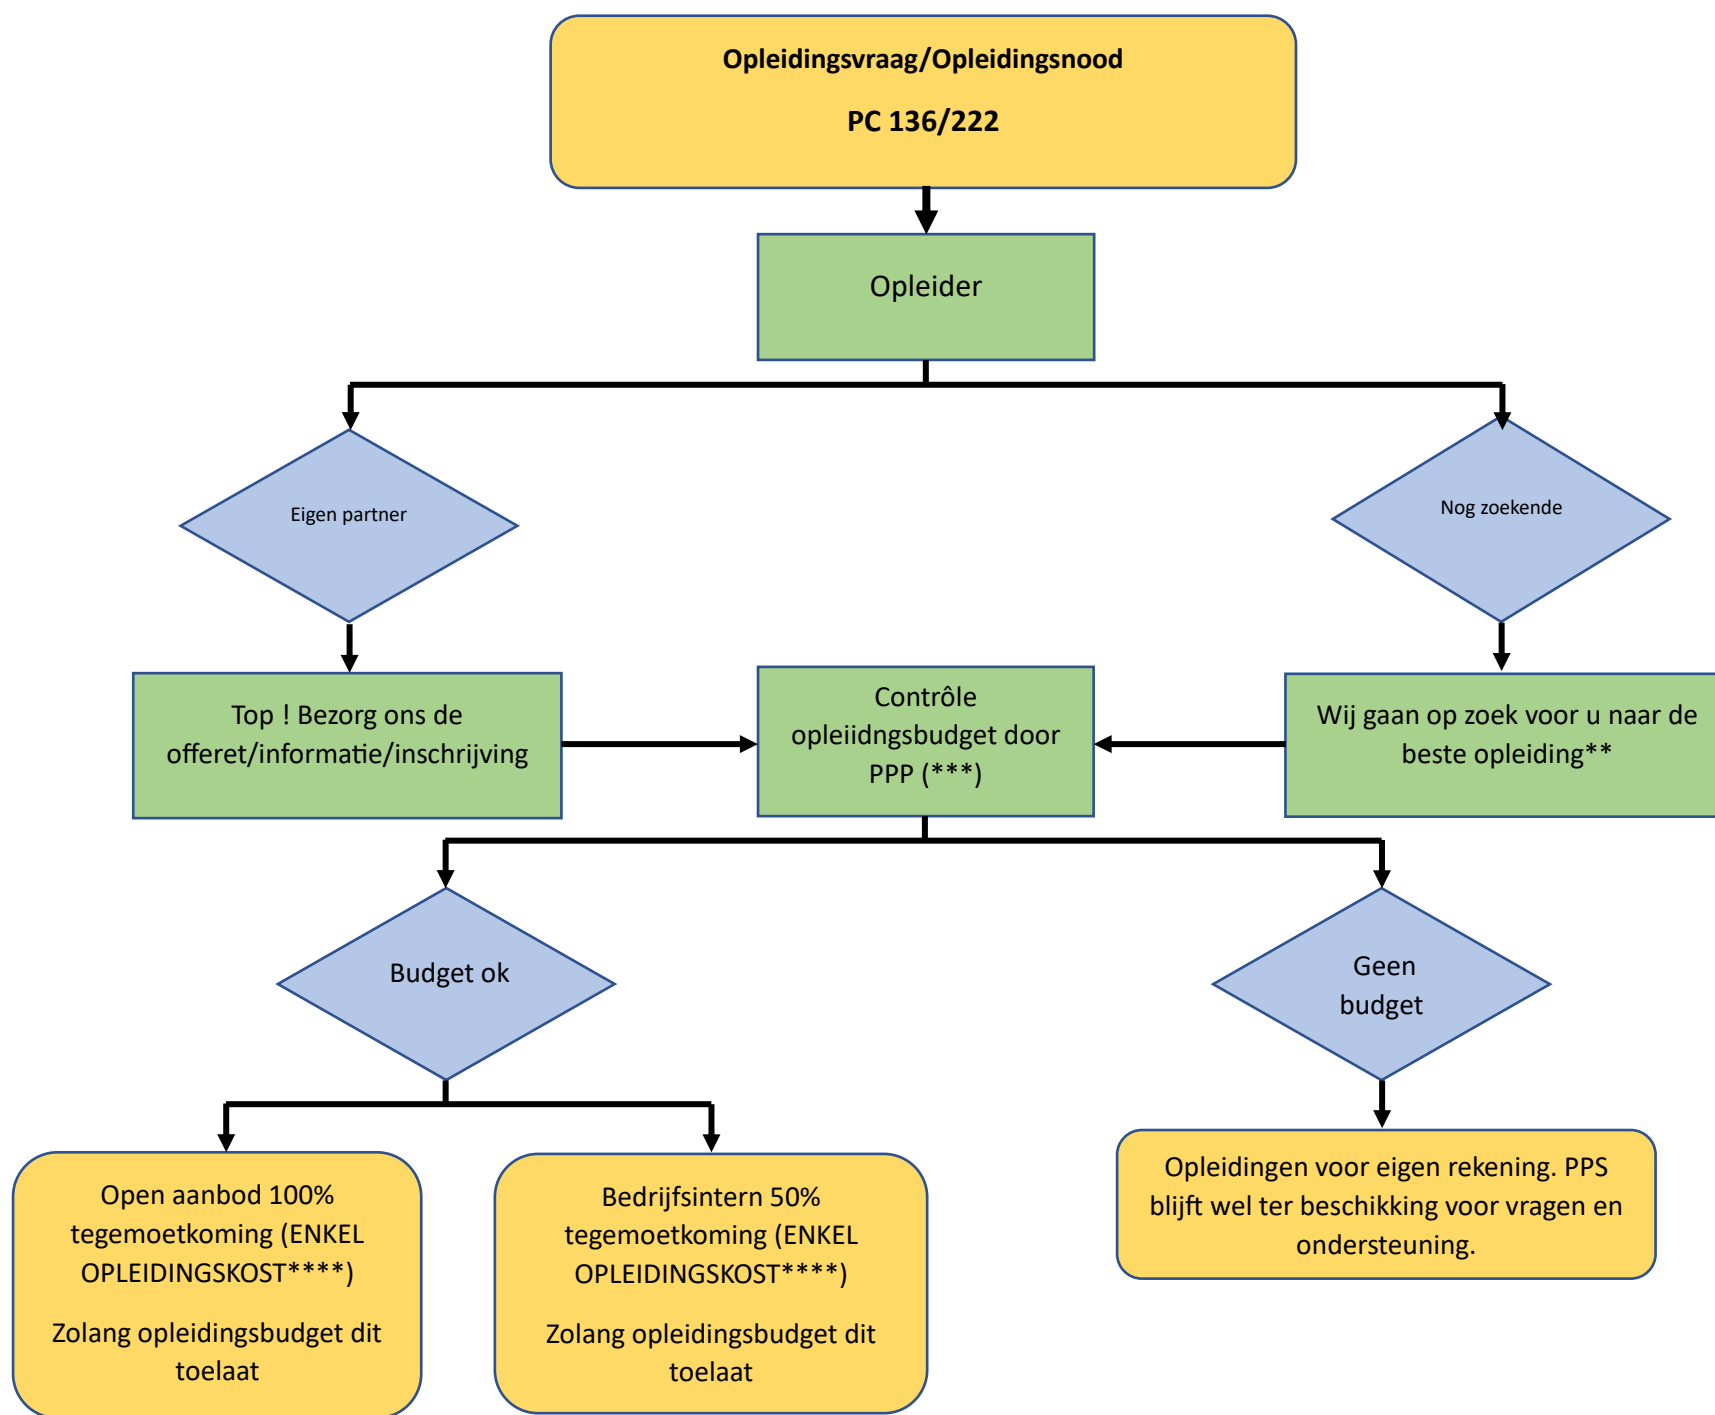 Opleidingsvraag/Opleidingsnood
PC 136/222
Opleider
Eigen partner
Nog zoekende
Top ! Bezorg ons de
offeret/informatie/inschrijving
Contrôle
opleiidngsbudget door
PPP (***)
Wij gaan op zoek voor u naar de
beste opleiding**
Budget ok
Geen
budget
Open aanbod 100%
tegemoetkoming (ENKEL
OPLEIDINGSKOST****)
Zolang opleidingsbudget dit
toelaat
Bedrijfsintern 50%
tegemoetkoming (ENKEL
OPLEIDINGSKOST****)
Zolang opleidingsbudget dit
toelaat
Opleidingen voor eigen rekening. PPS
blijft wel ter beschikking voor vragen en
ondersteuning.